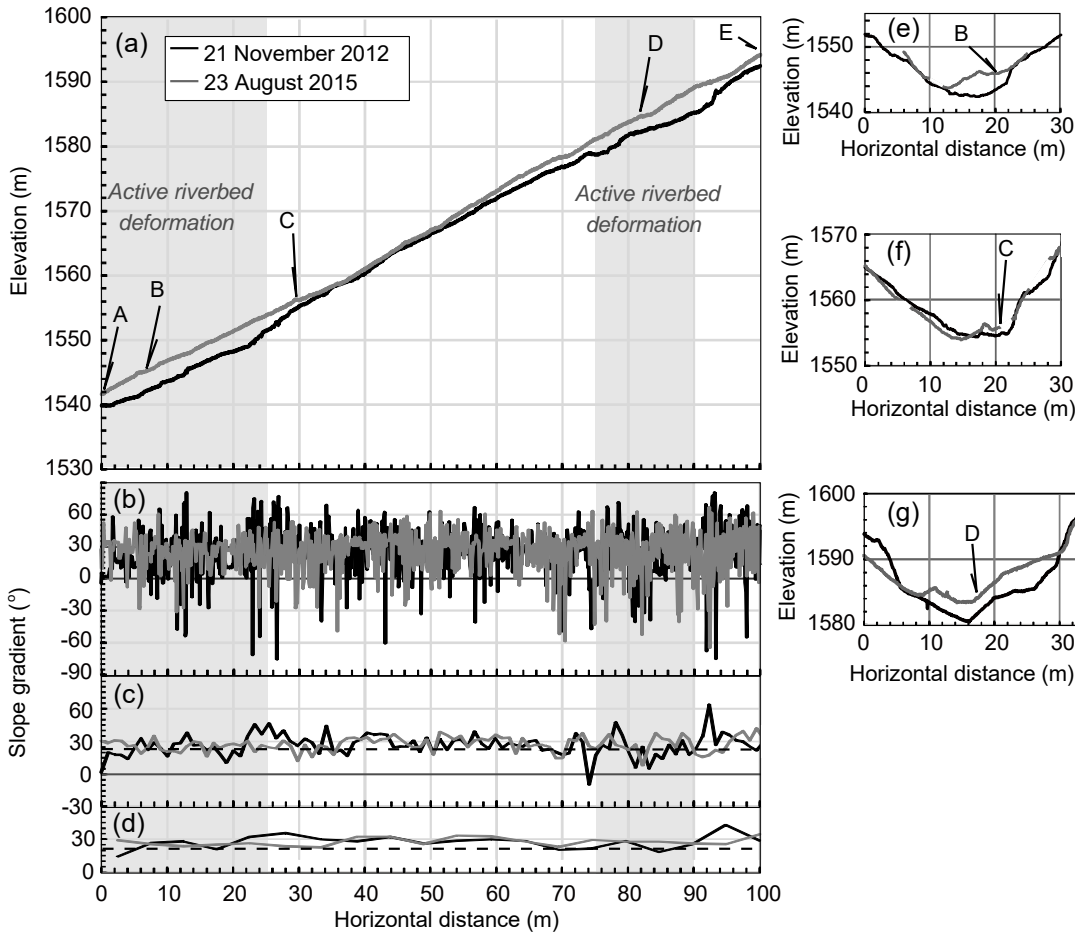 (a)
21 November 2012
23 August 2015
1600
1590
1580
1570
1560
1550
1540
1530
Elevation (m)
Active riverbed
deformation
Active riverbed
deformation
A
B
C
D
E
(b)
60
30
0
-30
-60
-90
Slope gradient (°)
(c)
60
30
0
-30
(d)
30
0
0 10 20 30 40 50 60 70 80 90 100
Horizontal distance (m)
(e)
B
1550
1540
Elevation (m)
0 10 20 30
Horizontal distance (m)
(f)
C
1570
1560
1550
Elevation (m)
0 10 20 30
Horizontal distance (m)
(g)
D
1600
1590
1580
Elevation (m)
0 10 20 30
Horizontal distance (m)